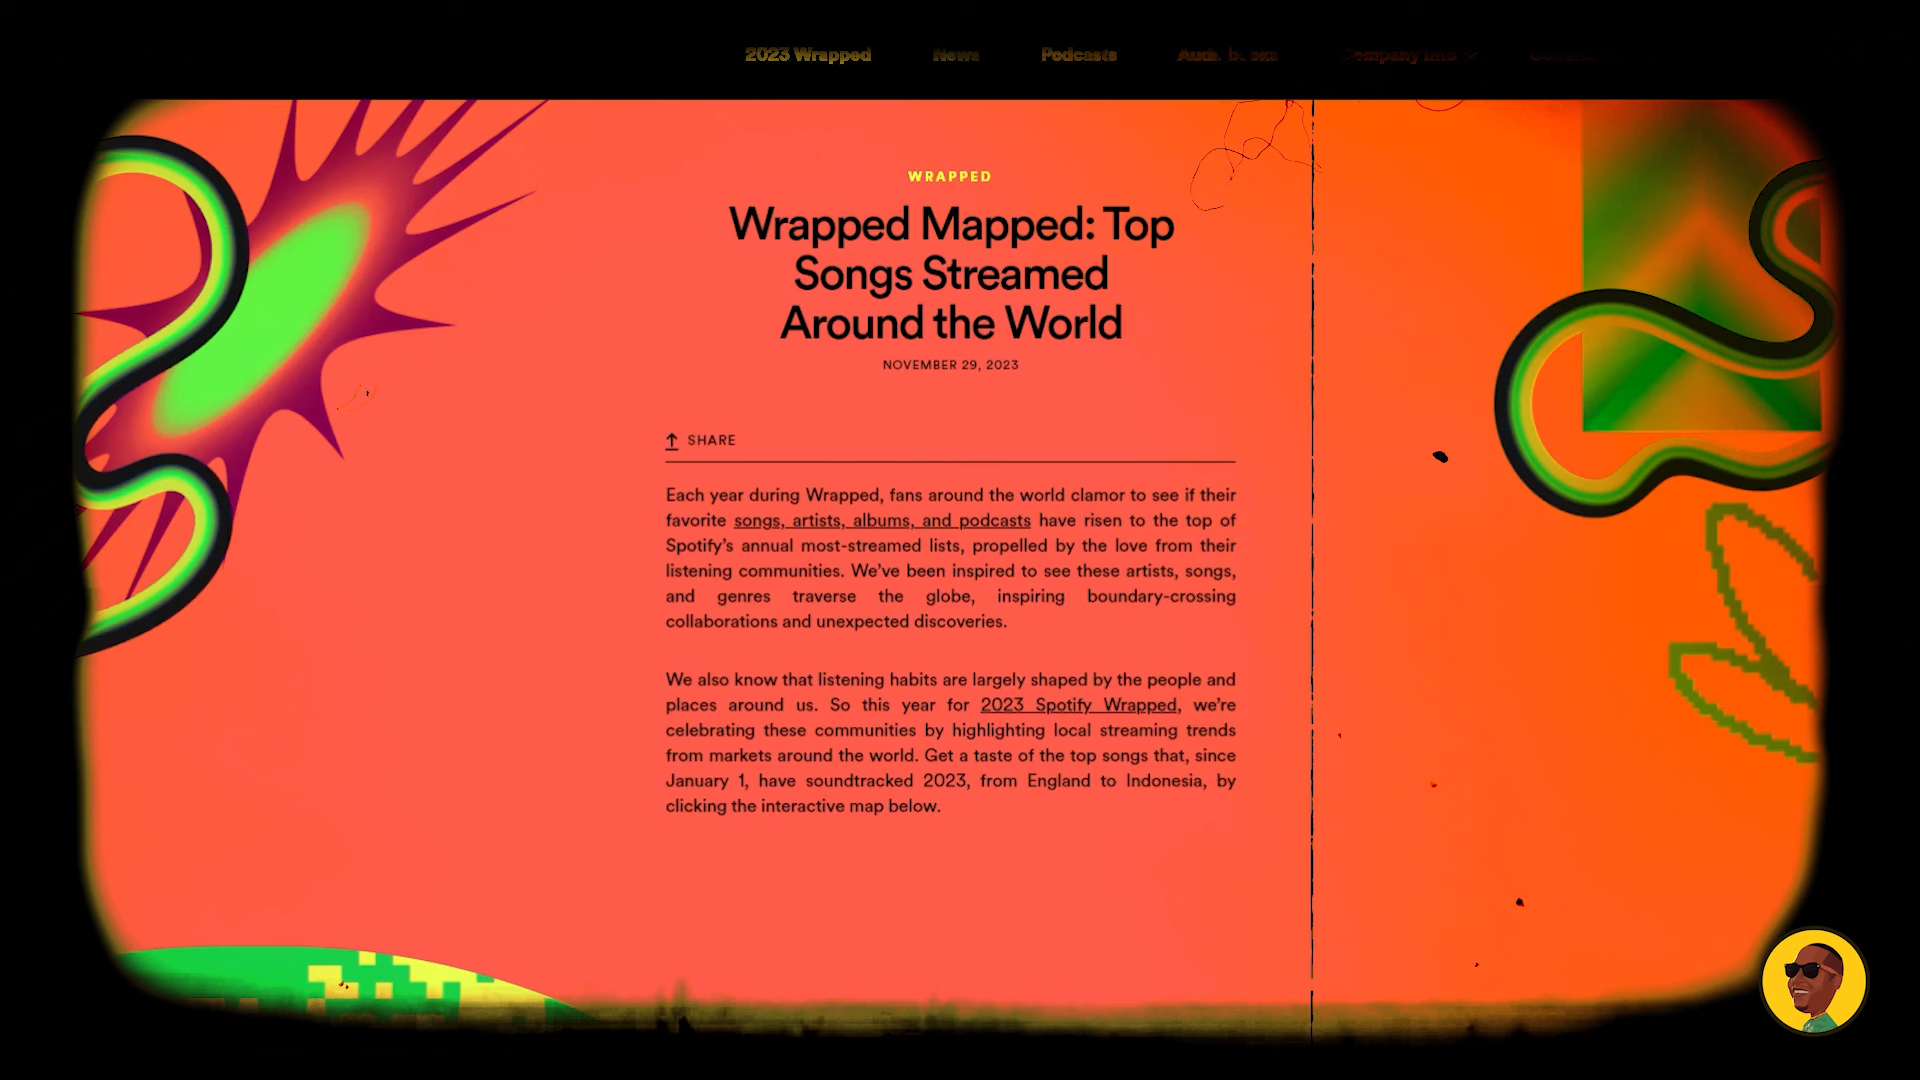 2023 Wrapped News Podcasts Company Info
WRAPPED
Wrapped Mapped: Top
Songs Streamed
Around the World
NOVEMBER 29, 2023
SHARE
Each year during Wrapped, fans around the world clamor to see if their
favorite songs, artists, albums, and podcasts have risen to the top of
Spotify’s annual most-streamed lists, propelled by the love from their
listening communities. We’ve been inspired to see these artists, songs,
and genres traverse the globe, inspiring boundary-crossing
collaborations and unexpected discoveries.
We also know that listening habits are largely shaped by the people and
places around us. So this year for 2023 Spotify Wrapped, we’re
celebrating these communities by highlighting local streaming trends
from markets around the world. Get a taste of the top songs that, since
January 1, have soundtracked 2023, from England to Indonesia, by
clicking the interactive map below.